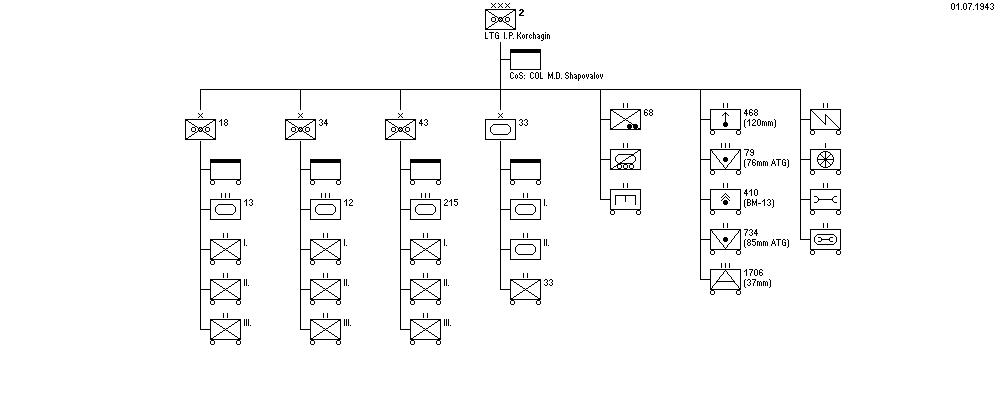 01.07.1943
XXX
2
LTG I.P. Korchagin
CoS: COL M.D. Shapovalov
X
18
X
34
X
43
X
33
II
68
II
468
(120mm)
III
79
(76mm ATG)
II
410
(BM-13)
II
734
(85mm ATG)
III
1706
(37mm)
II
I
II
II
III
13
II
I.
II
II.
II
III.
III
12
II
I.
II
II.
II
III.
III
215
II
I.
II
II.
II
III.
II
I.
II
II.
II
33
II
II